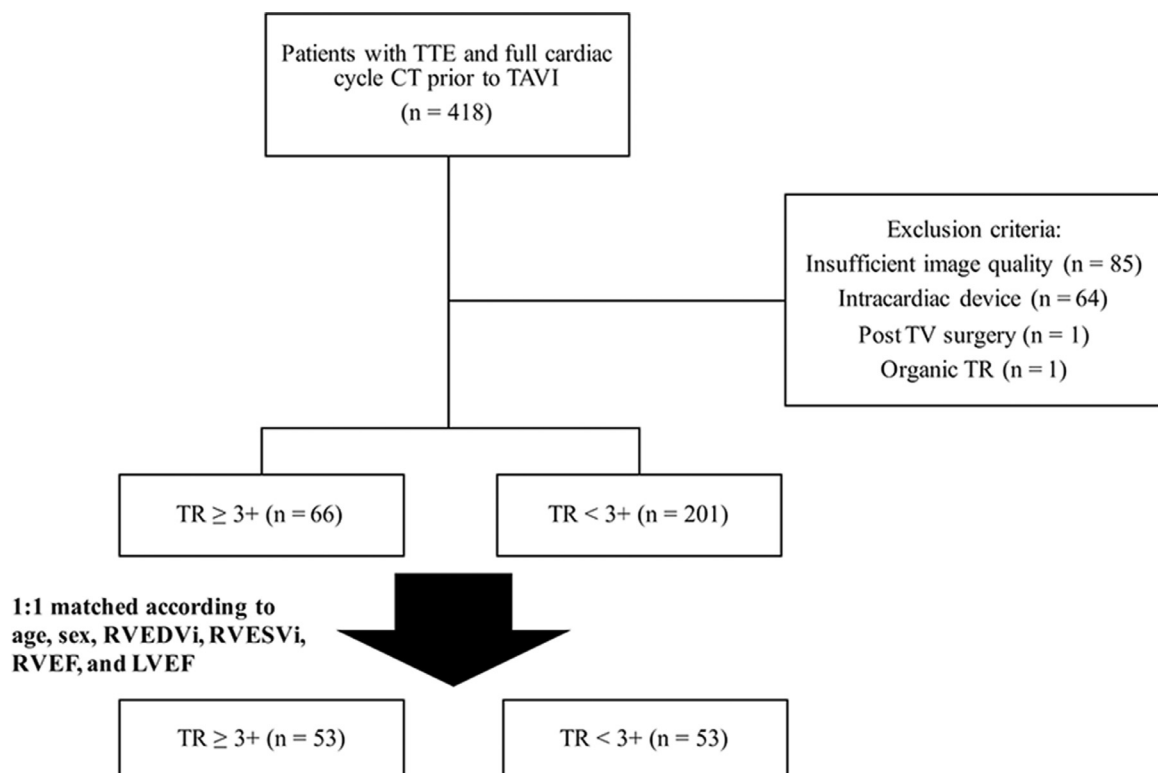 Patients with TTE and full cardiac
cycle CT prior to TAVI
(n = 418)
Exclusion criteria:
Insufficient image quality (n = 85)
Intracardiac device (n = 64)
Post TV surgery (n = 1)
Organic TR (n = 1)
TR ≥ 3+ (n = 66)
TR < 3+ (n = 201)
1:1 matched according to
age, sex, RVEDVi, RVESVi,
RVEF, and LVEF
TR ≥ 3+ (n = 53)
TR < 3+ (n = 53)